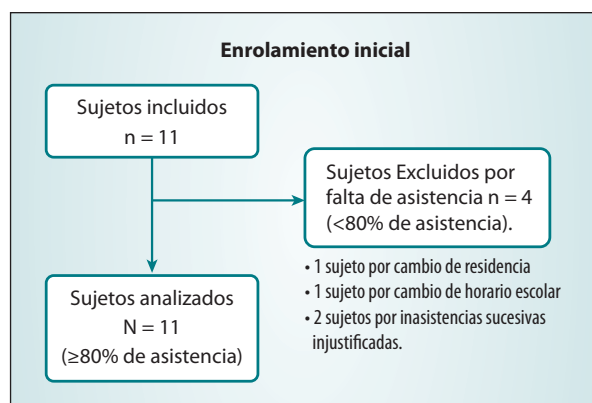 Enrolamiento inicial
Sujetos incluidos
n = 11
Sujetos Excluidos por
falta de asistencia n = 4
(<80% de asistencia).
• 1 sujeto por cambio de residencia
• 1 sujeto por cambio de horario escolar
• 2 sujetos por inasistencias sucesivas
injustificadas.
Sujetos analizados
N = 11
(≥80% de asistencia)